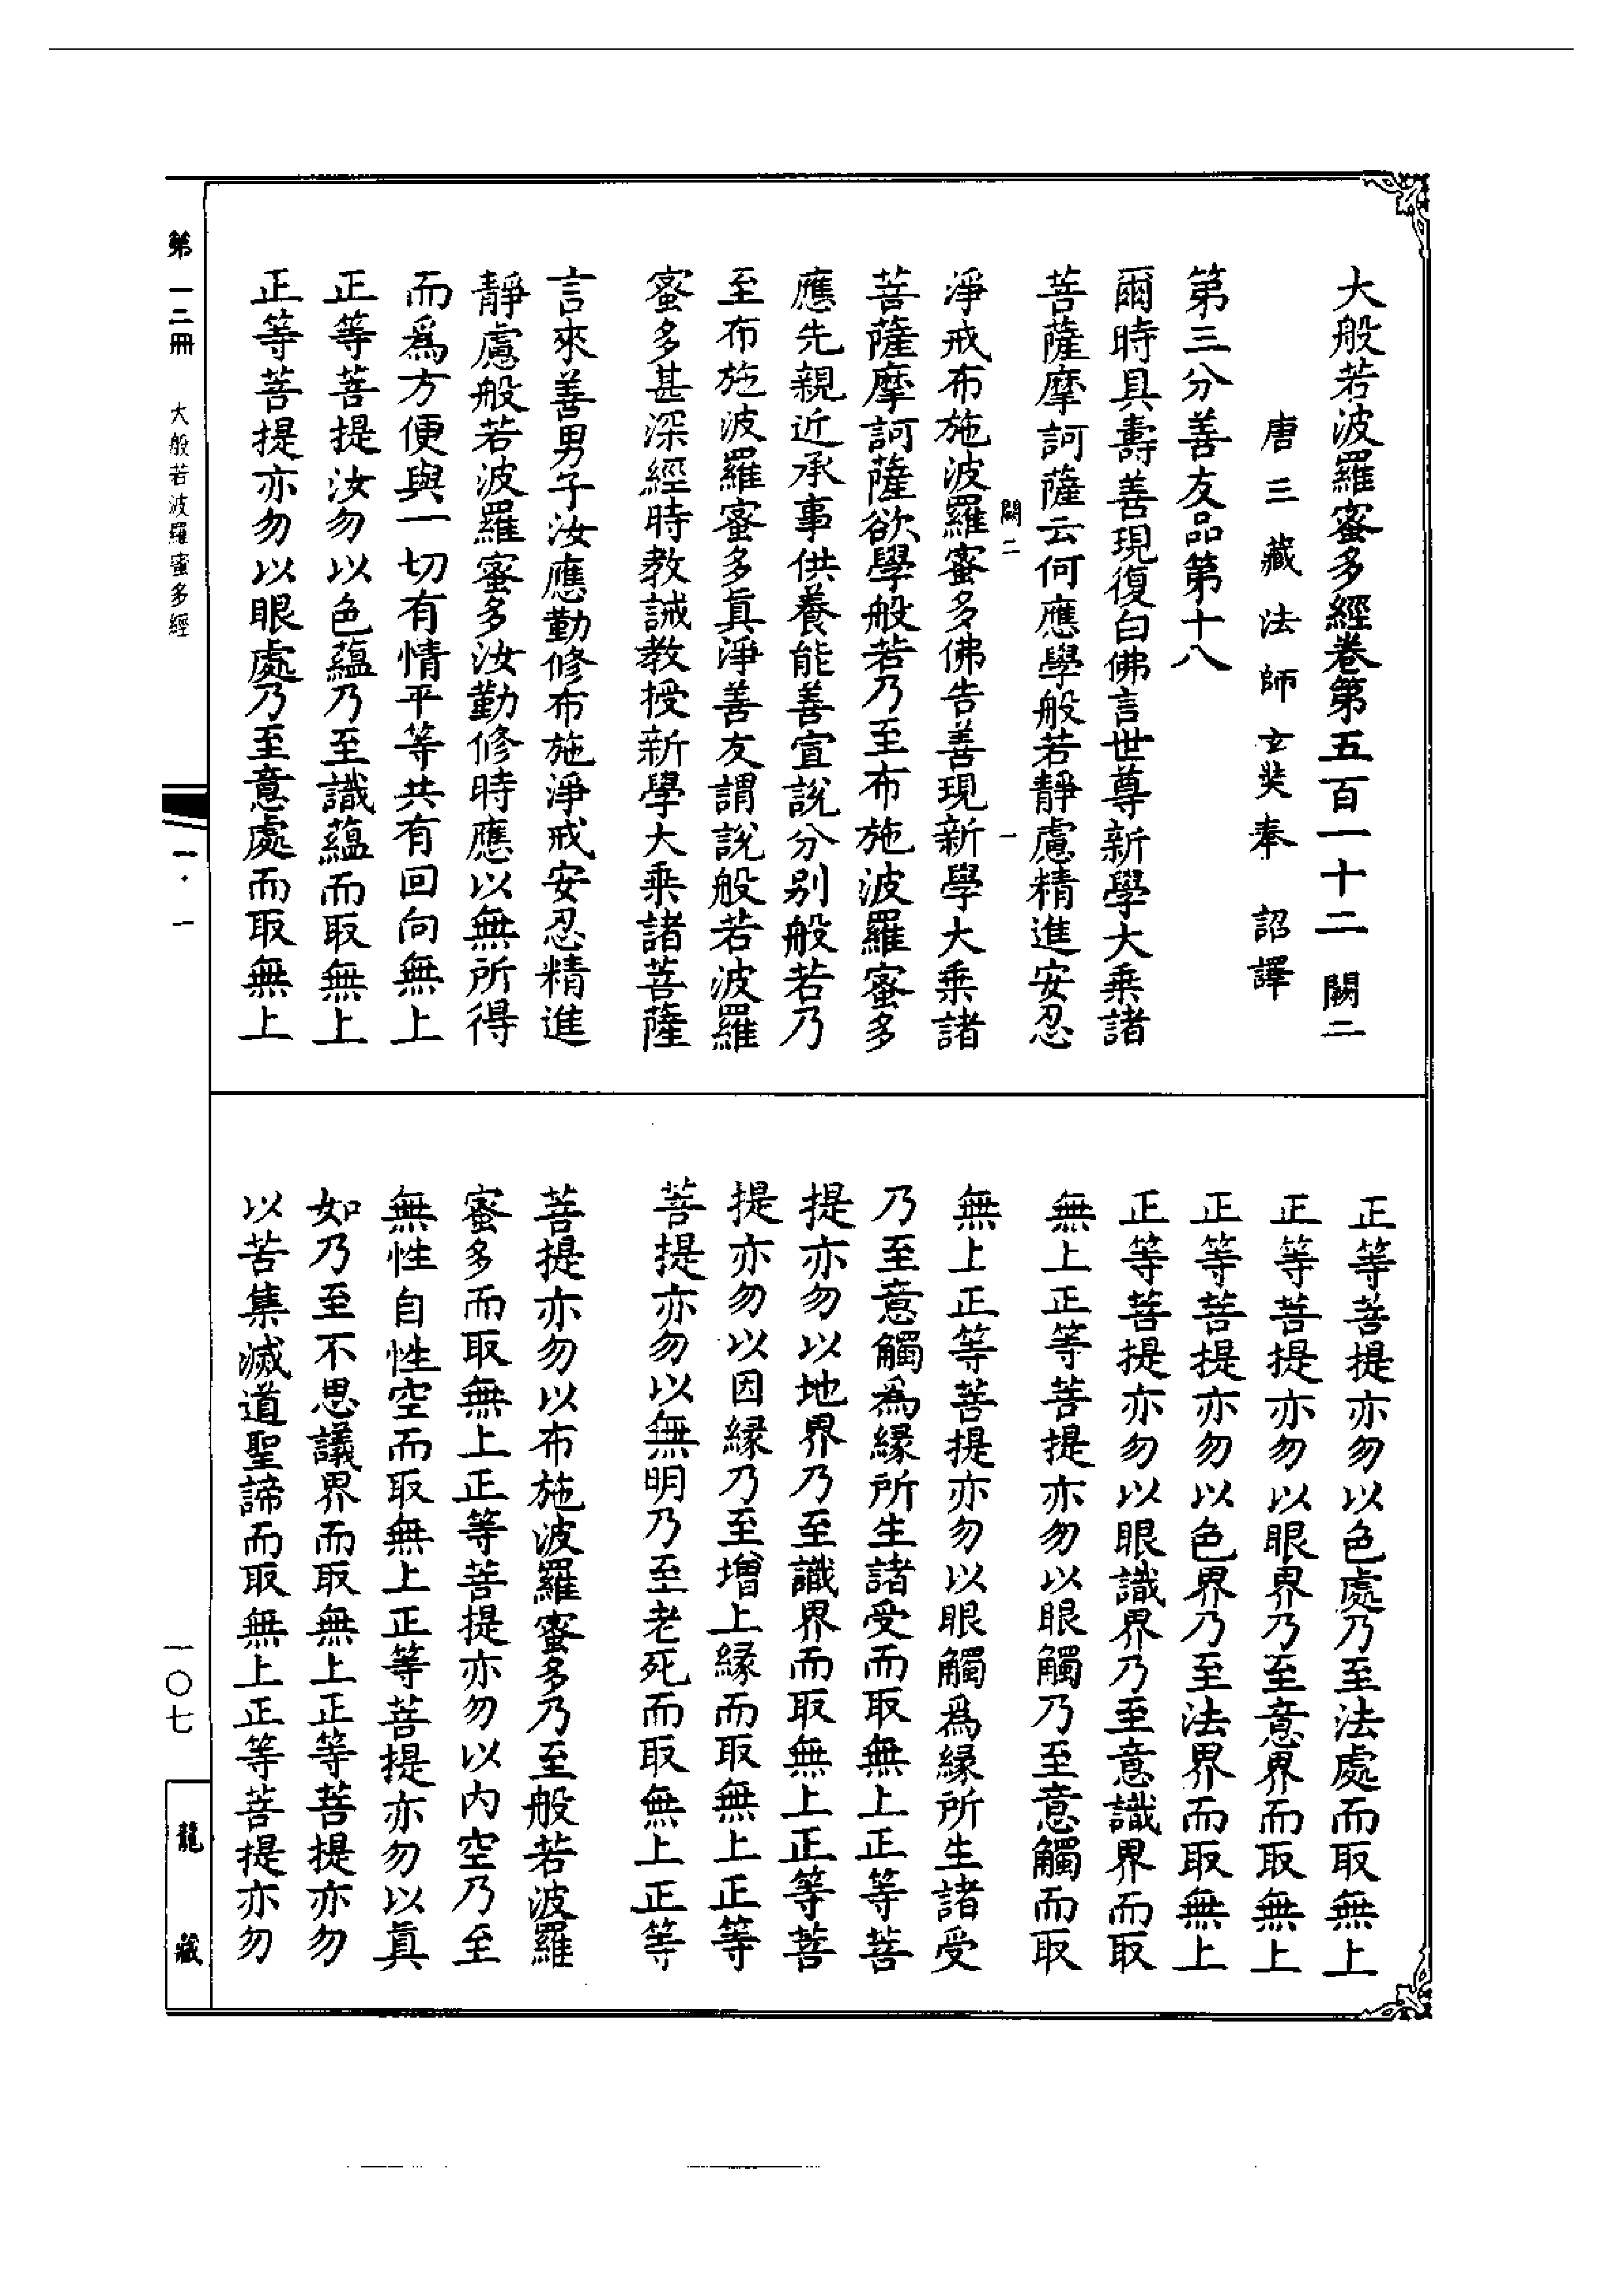 大般若波羅蜜多經卷第五百一十二 闕二
唐三藏法師玄奘奉 詔譯
第三分善友品第十八
爾時具壽善現復白佛言世尊新學大乘諸
菩薩摩訶薩云何應學般若靜慮精進安忍
闕二 一
淨戒布施波羅蜜多佛告善現新學大乘諸
菩薩摩訶薩欲學般若乃至布施波羅蜜多
應先親近承事供養能善宣說分别般若乃
至布施波羅蜜多眞淨善友謂說般若波羅
蜜多甚深經時教誡教授新學大乘諸菩薩
言來善男子汝應勤修布施淨戒安忍精進
靜慮般若波羅蜜多汝勤修時應以無所得
而爲方便與一切有情平等共有回向無上
正等菩提汝勿以色蘊乃至識蘊而取無上
正等菩提亦勿以眼處乃至意處而取無上
正等菩提亦勿以色處乃至法處而取無上
正等菩提亦勿以眼界乃至意界而取無上
正等菩提亦勿以色界乃至法界而取無上
正等菩提亦勿以眼識界乃至意識界而取
無上正等菩提亦勿以眼觸乃至意觸而取
無上正等菩提亦勿以眼觸爲緣所生諸受
乃至意觸爲緣所生諸受而取無上正等菩
提亦勿以地界乃至識界而取無上正等菩
提亦勿以因緣乃至增上緣而取無上正等
菩提亦勿以無明乃至老死而取無上正等
菩提亦勿以布施波羅蜜多乃至般若波羅
蜜多而取無上正等菩提亦勿以內空乃至
無性自性空而取無上正等菩提亦勿以眞
如乃至不思議界而取無上正等菩提亦勿
以苦集滅道聖諦而取無上正等菩提亦勿
第一二冊 大般若波羅蜜多經
一·一
一〇七
龍藏